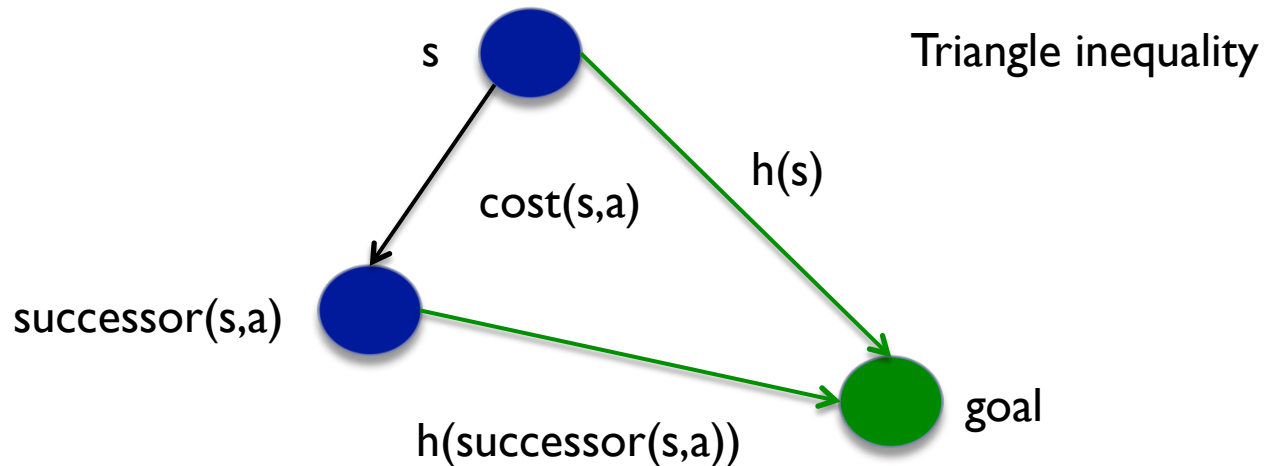 s
Triangle inequality
h(s)
cost(s,a)
successor(s,a)
goal
h(successor(s,a))